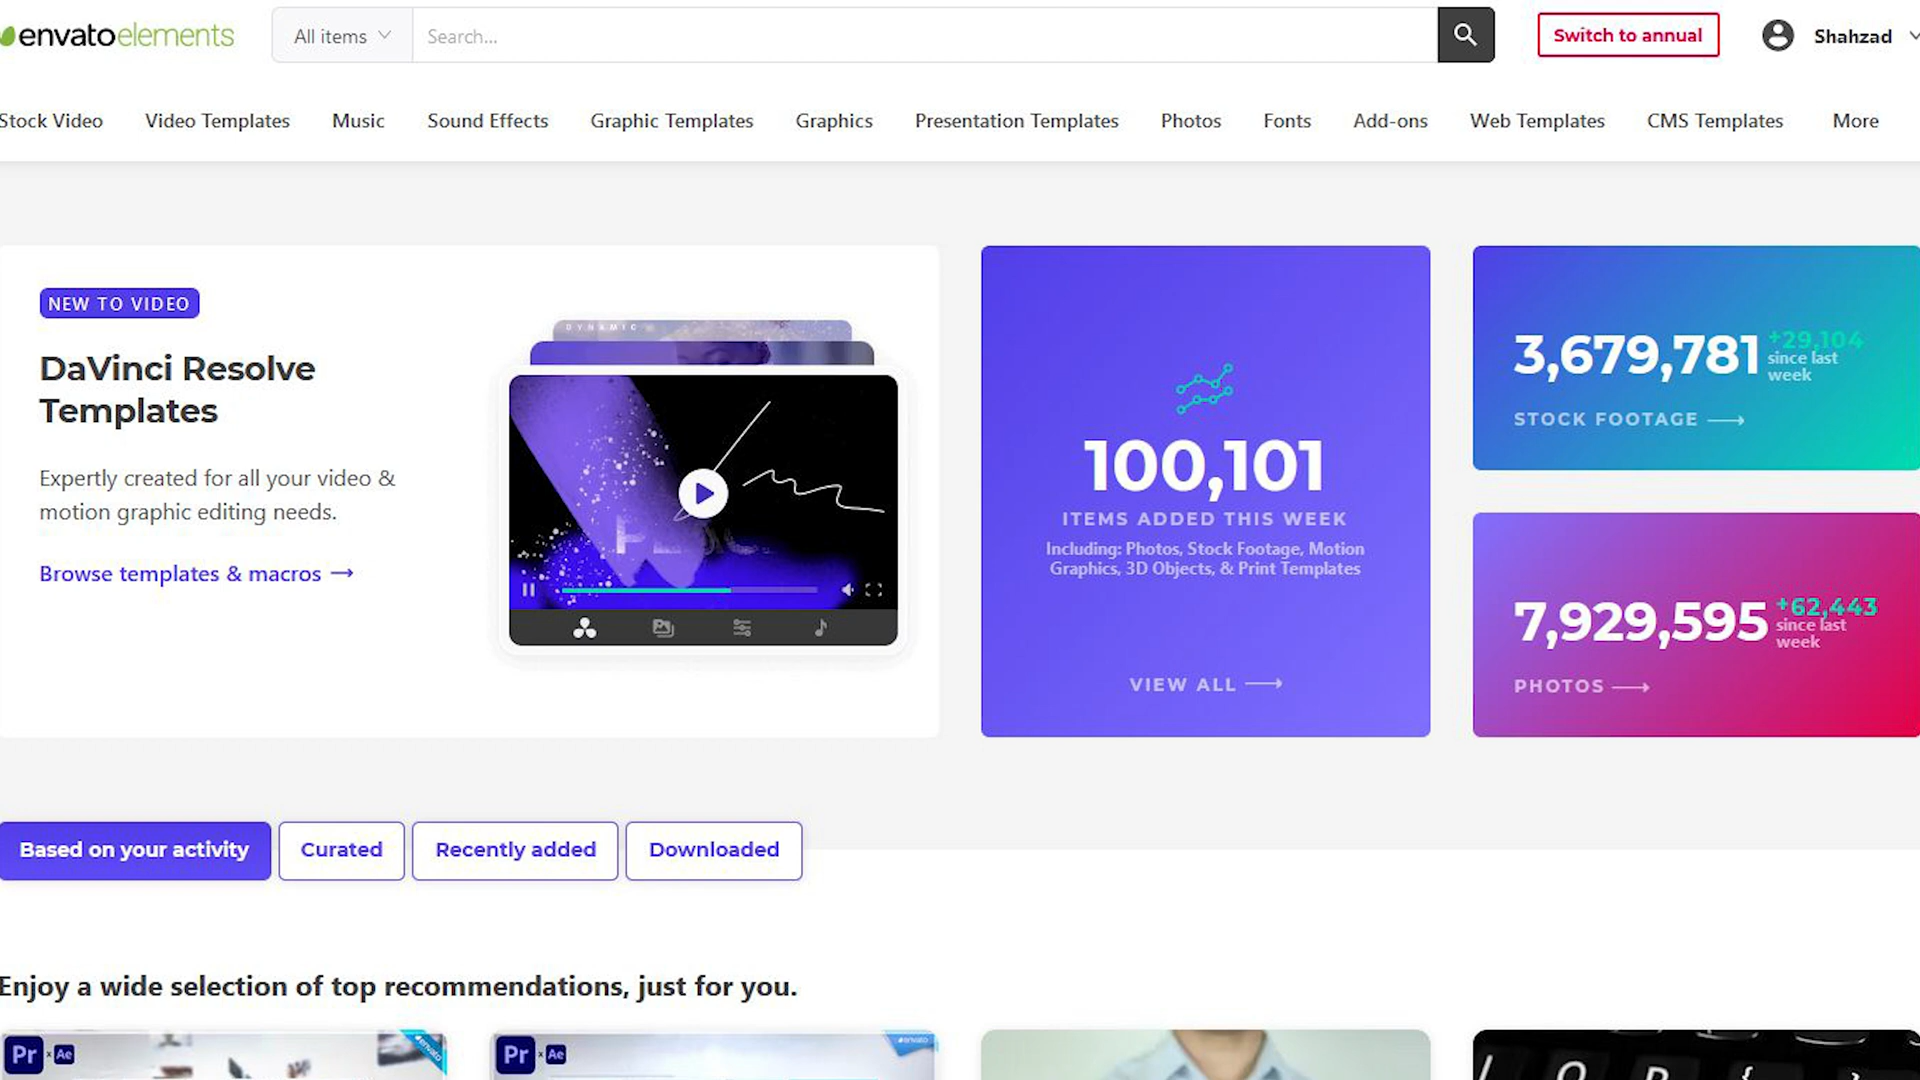 envatoelements
All items
Search...
Switch to annual
Shahzad
Stock Video
Video Templates
Music
Sound Effects
Graphic Templates
Graphics
Presentation Templates
Photos
Fonts
Add-ons
Web Templates
CMS Templates
More
NEW TO VIDEO
DaVinci Resolve
Templates
Expertly created for all your video &
motion graphic editing needs.
Browse templates & macros →
DYNAMIC
100,101
ITEMS ADDED THIS WEEK
Including: Photos, Stock Footage, Motion
Graphics, 3D Objects, & Print Templates
VIEW ALL
3,679,781
+29,104
since last
week
STOCK FOOTAGE
7,929,595
+62,443
since last
week
PHOTOS
Based on your activity
Curated
Recently added
Downloaded
Enjoy a wide selection of top recommendations, just for you.
Pr x Ae
envato
Pr x Ae
envato